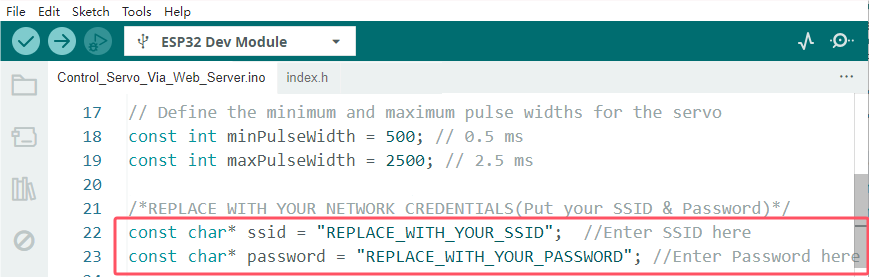 File Edit Sketch Tools Help
ESP32 Dev Module
Control_Servo_Via_Web_Server.ino index.h ...
17 // Define the minimum and maximum pulse widths for the servo
18 const int minPulseWidth = 500; // 0.5 ms
19 const int maxPulseWidth = 2500; // 2.5 ms
20
21 /*REPLACE WITH YOUR NETWORK CREDENTIALS(Put your SSID & Password)*/
22 const char* ssid = "REPLACE_WITH_YOUR_SSID";  //Enter SSID here
23 const char* password = "REPLACE_WITH_YOUR_PASSWORD"; //Enter Password here
24